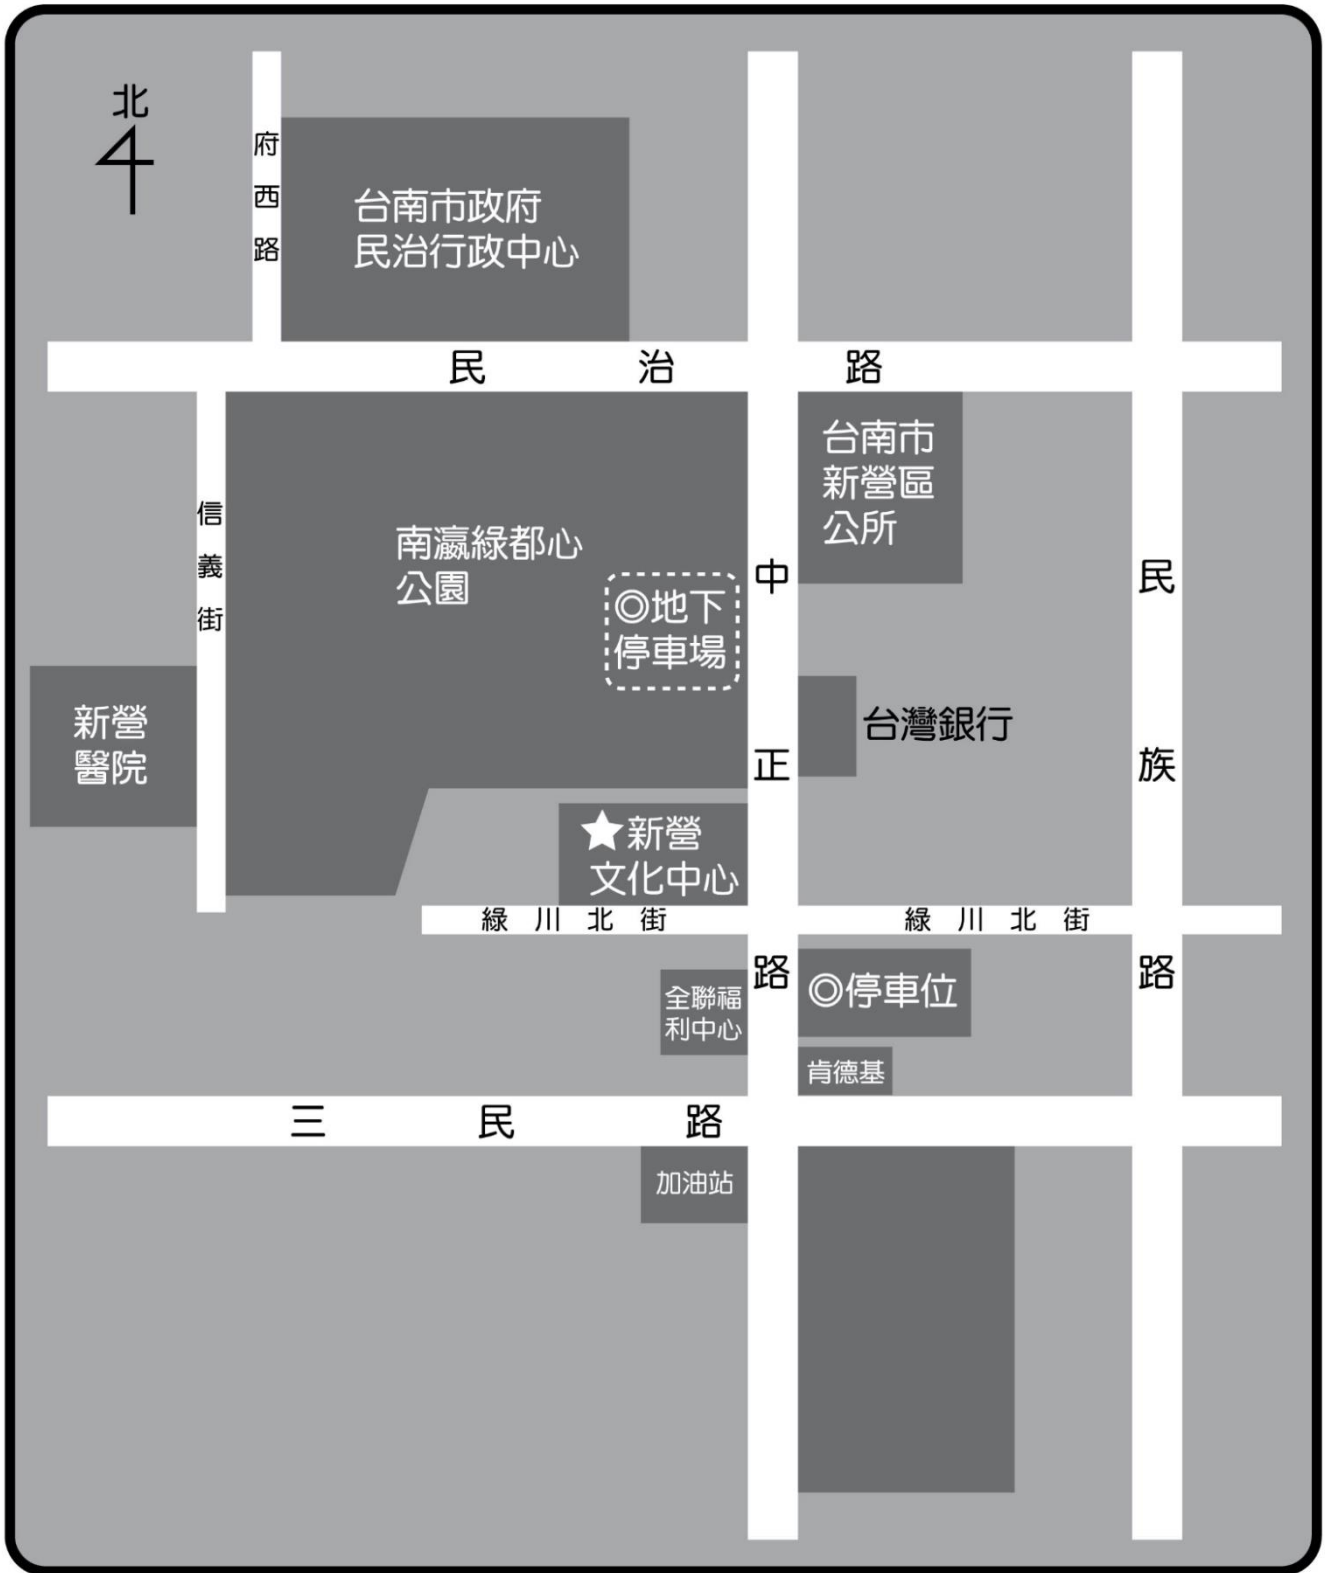 北
府西路
台南市政府
民治行政中心
民治路
信義街
南瀛綠都心
公園
◎地下
停車場
台南市
新營區
公所
中正路
民族路
新營
醫院
台灣銀行
★新營
文化中心
綠川北街
綠川北街
全聯福
利中心
◎停車位
肯德基
三民路
加油站